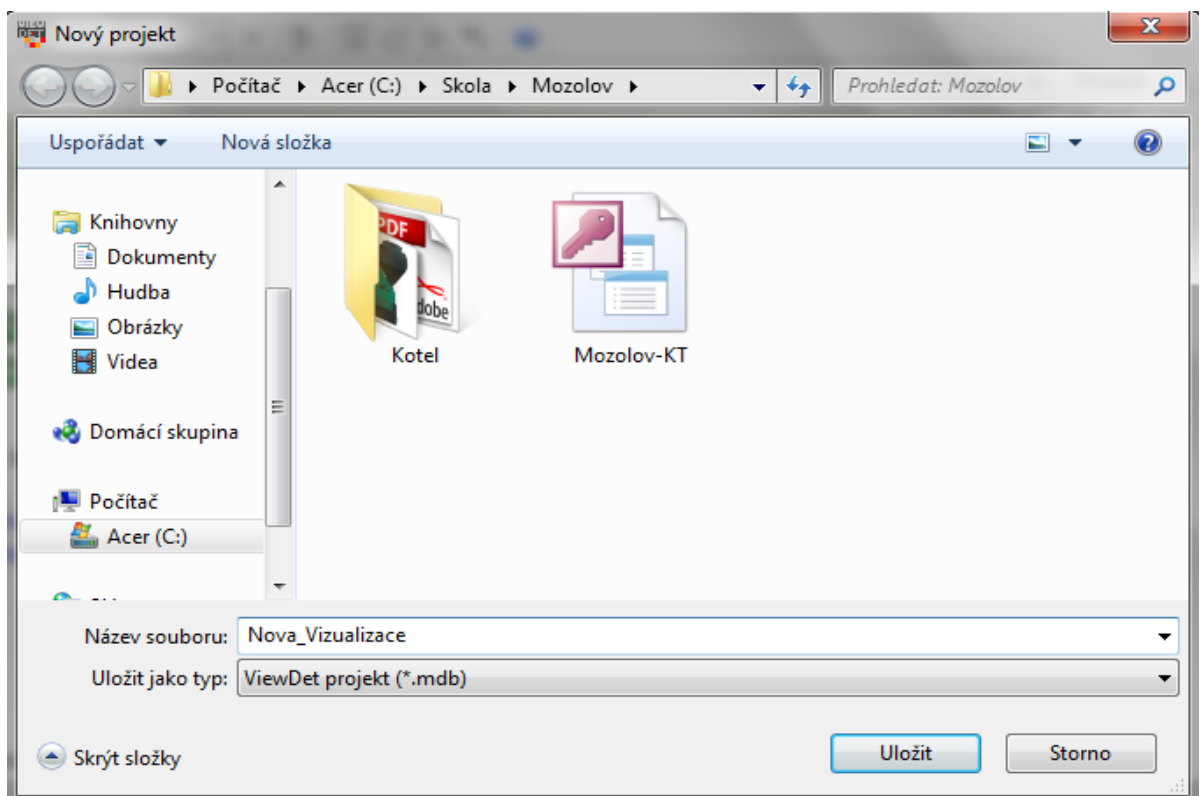 Nový projekt
Počítač Acer (C:) Skola Mozolov
Prohledat: Mozolov
Uspořádat
Nová složka
Knihovny
Dokumenty
Hudba
Obrázky
Videa
Domácí skupina
Počítač
Acer (C:)
PDF
Kotel
Mozolov-KT
Název souboru: Nova_Vizualizace
Uložit jako typ: ViewDet projekt (*.mdb)
Skrýt složky
Uložit
Storno